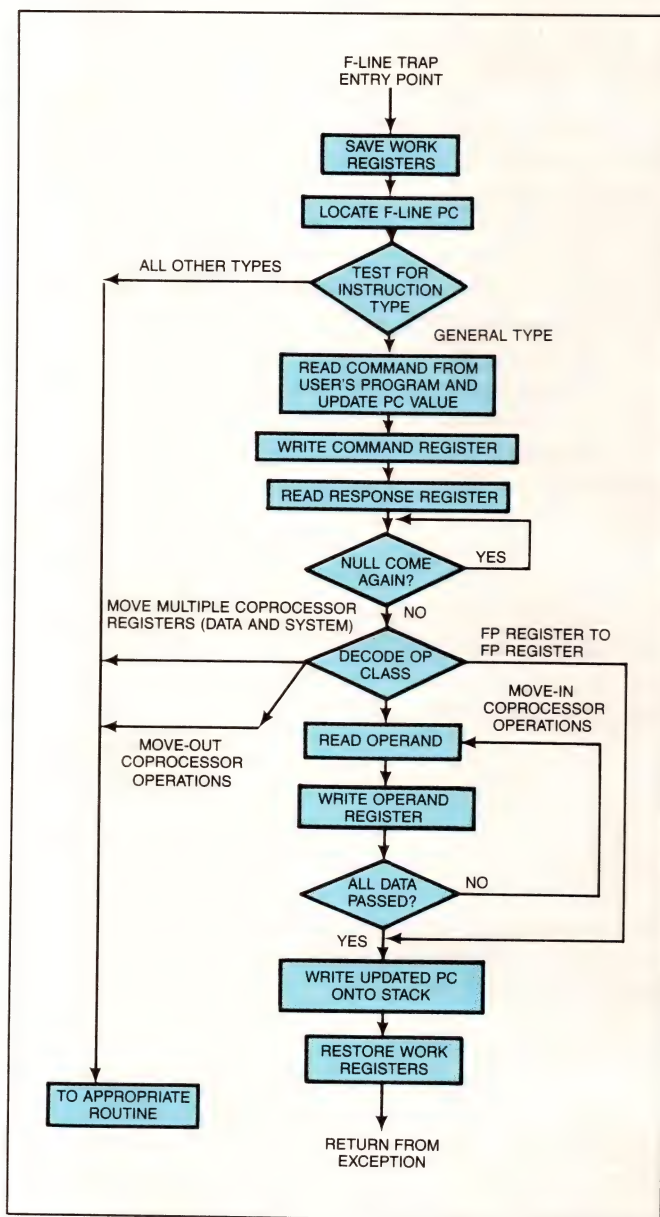 F-LINE TRAP
ENTRY POINT
SAVE WORK
REGISTERS
LOCATE F-LINE PC
ALL OTHER TYPES
TEST FOR
INSTRUCTION
TYPE
GENERAL TYPE
READ COMMAND FROM
USER'S PROGRAM AND
UPDATE PC VALUE
WRITE COMMAND REGISTER
READ RESPONSE REGISTER
NULL COME
AGAIN?
YES
NO
MOVE MULTIPLE COPROCESSOR
REGISTERS (DATA AND SYSTEM)
DECODE OP
CLASS
FP REGISTER TO
FP REGISTER
MOVE-IN
COPROCESSOR
OPERATIONS
MOVE-OUT
COPROCESSOR
OPERATIONS
READ OPERAND
WRITE OPERAND
REGISTER
ALL DATA
PASSED?
NO
YES
WRITE UPDATED PC
ONTO STACK
RESTORE WORK
REGISTERS
TO APPROPRIATE
ROUTINE
RETURN FROM
EXCEPTION